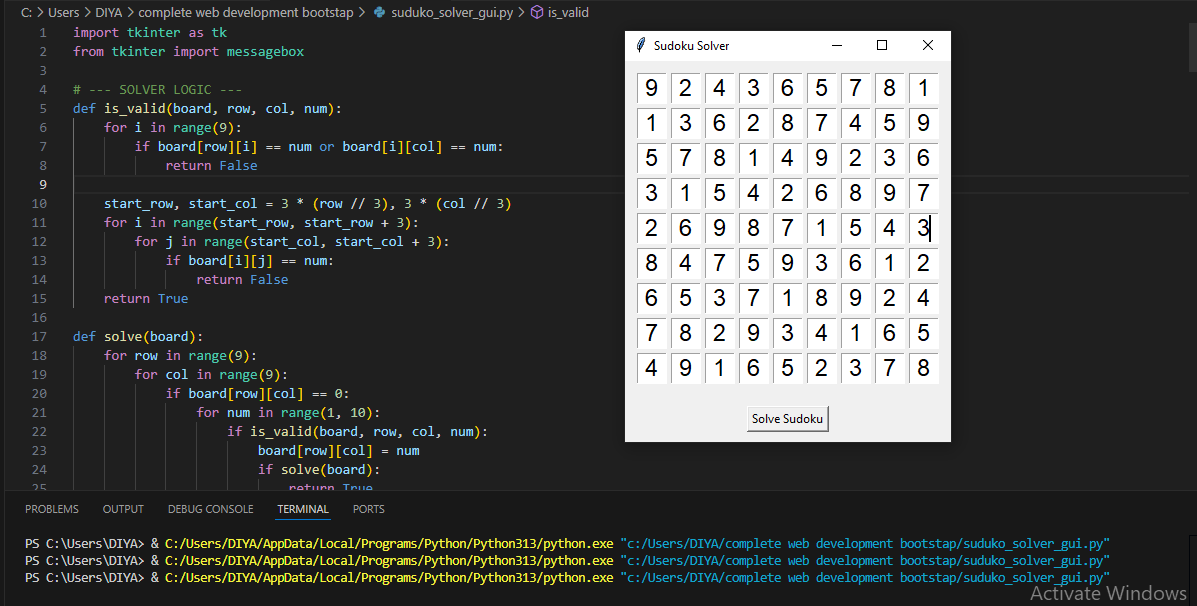 C: > Users > DIYA > complete web development bootstap > suduko_solver_gui.py > is_valid
1 import tkinter as tk
2 from tkinter import messagebox
3
4 # --- SOLVER LOGIC ---
5 def is_valid(board, row, col, num):
6 for i in range(9):
7 if board[row][i] == num or board[i][col] == num:
8 return False
9
10 start_row, start_col = 3 * (row // 3), 3 * (col // 3)
11 for i in range(start_row, start_row + 3):
12 for j in range(start_col, start_col + 3):
13 if board[i][j] == num:
14 return False
15 return True
16
17 def solve(board):
18 for row in range(9):
19 for col in range(9):
20 if board[row][col] == 0:
21 for num in range(1, 10):
22 if is_valid(board, row, col, num):
23 board[row][col] = num
24 if solve(board):
25 return True
Sudoku Solver
9 2 4 3 6 5 7 8 1
1 3 6 2 8 7 4 5 9
5 7 8 1 4 9 2 3 6
3 1 5 4 2 6 8 9 7
2 6 9 8 7 1 5 4 3
8 4 7 5 9 3 6 1 2
6 5 3 7 1 8 9 2 4
7 8 2 9 3 4 1 6 5
4 9 1 6 5 2 3 7 8
Solve Sudoku
PROBLEMS OUTPUT DEBUG CONSOLE TERMINAL PORTS
PS C:\Users\DIYA> & C:/Users/DIYA/AppData/Local/Programs/Python/Python313/python.exe "c:/Users/DIYA/complete web development bootstap/suduko_solver_gui.py"
PS C:\Users\DIYA> & C:/Users/DIYA/AppData/Local/Programs/Python/Python313/python.exe "c:/Users/DIYA/complete web development bootstap/suduko_solver_gui.py"
PS C:\Users\DIYA> & C:/Users/DIYA/AppData/Local/Programs/Python/Python313/python.exe "c:/Users/DIYA/complete web development bootstap/suduko_solver_gui.py"
Activate Windows